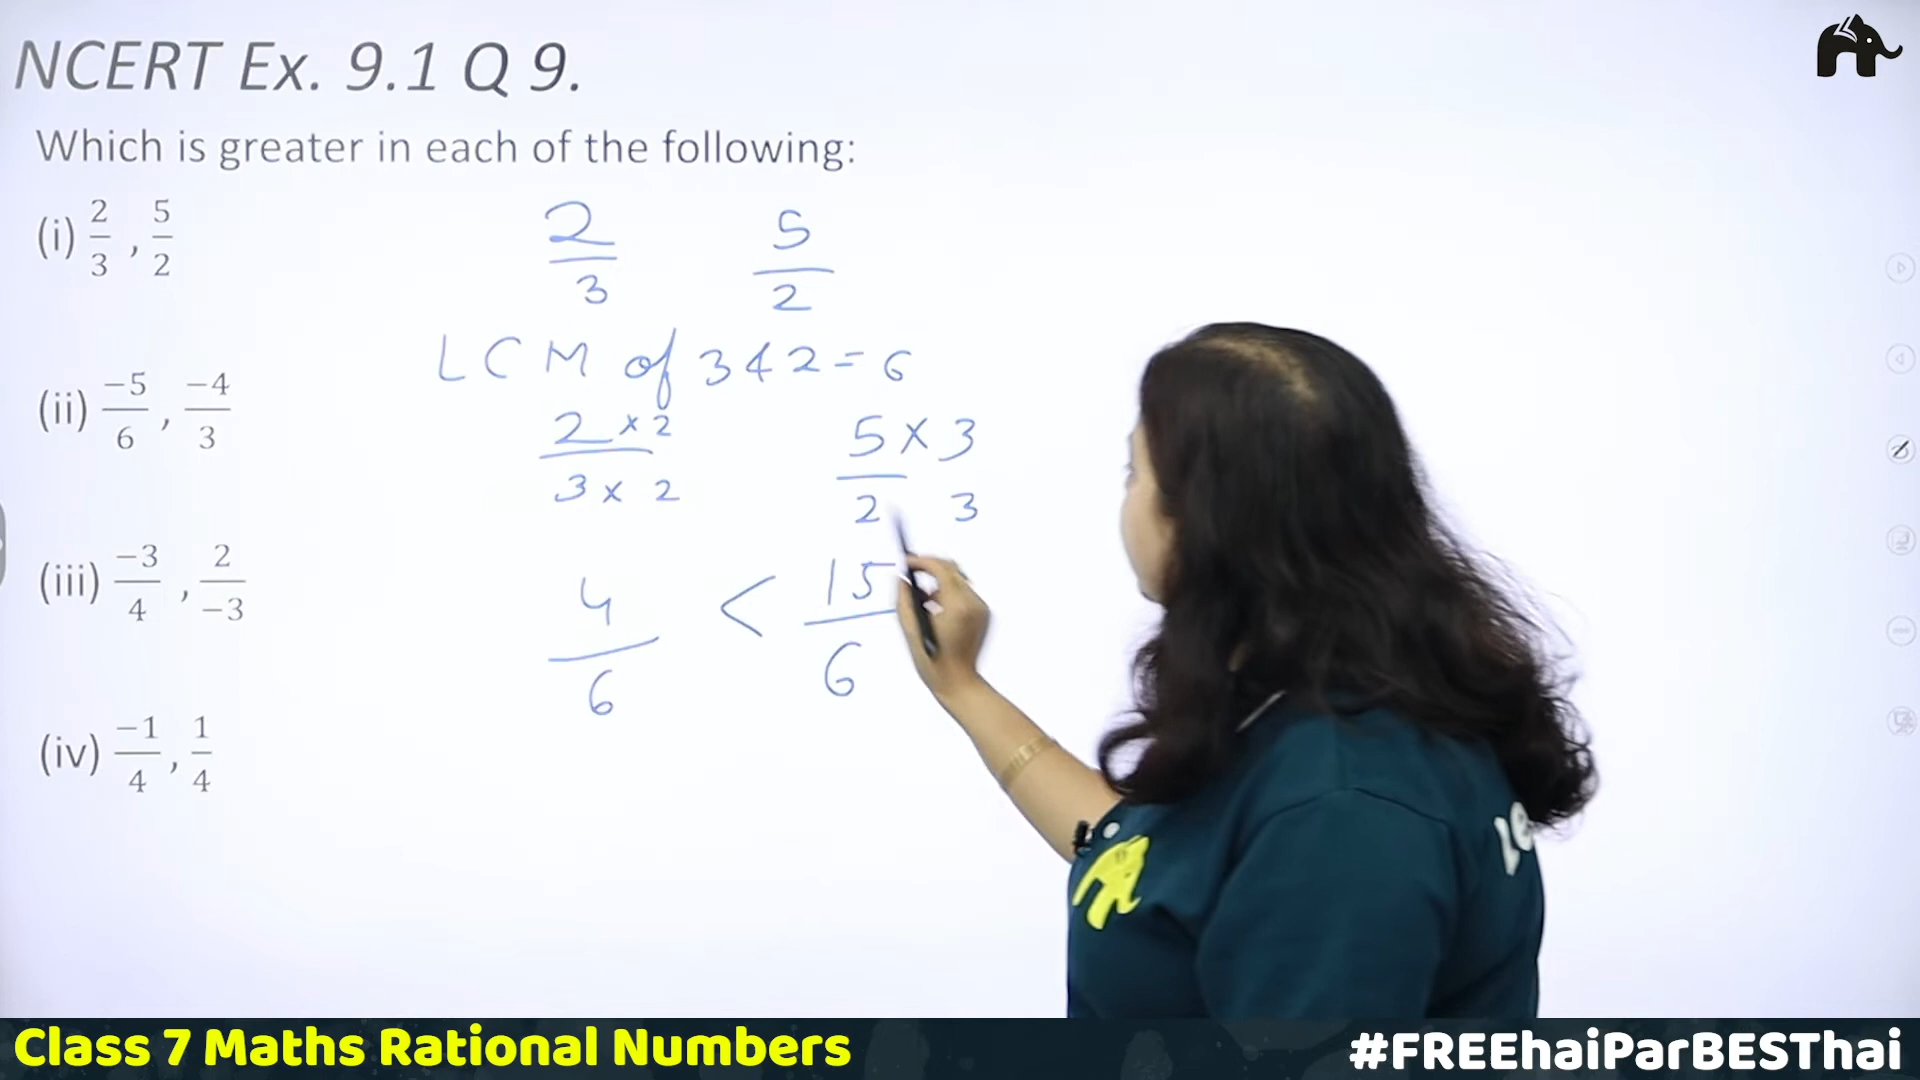 NCERT Ex. 9.1 Q 9.
Which is greater in each of the following:
(i) 2/3 , 5/2
(ii) −5/6 , −4/3
(iii) −3/4 , 2/−3
(iv) −1/4 , 1/4
2/3 5/2
LCM of 3 & 2 = 6
2 × 2 / 3 × 2
5 × 3 / 2 3
4/6 < 15/6
Class 7 Maths Rational Numbers
#FREEhaiParBESThai